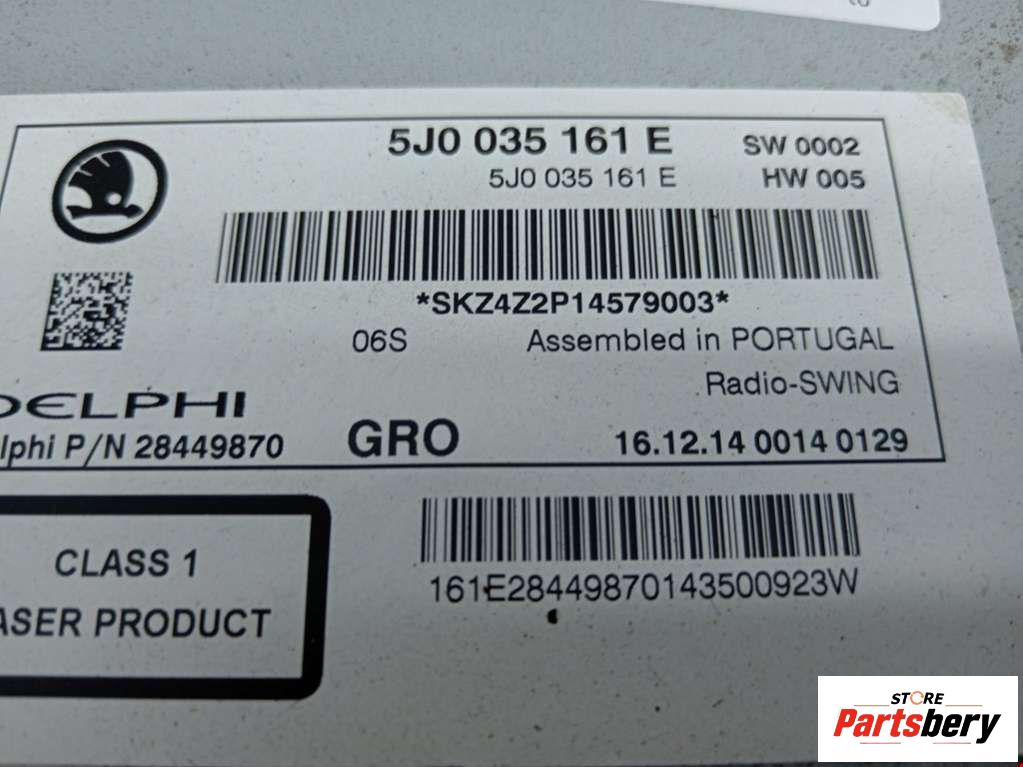 5J0 035 161 E SW 0002
5J0 035 161 E HW 005
*SKZ4Z2P14579003*
06S Assembled in PORTUGAL
Radio-SWING
DELPHI
lphi P/N 28449870 GRO 16.12.14 0014 0129
CLASS 1
ASER PRODUCT
161E28449870143500923W
STORE
Partsbery